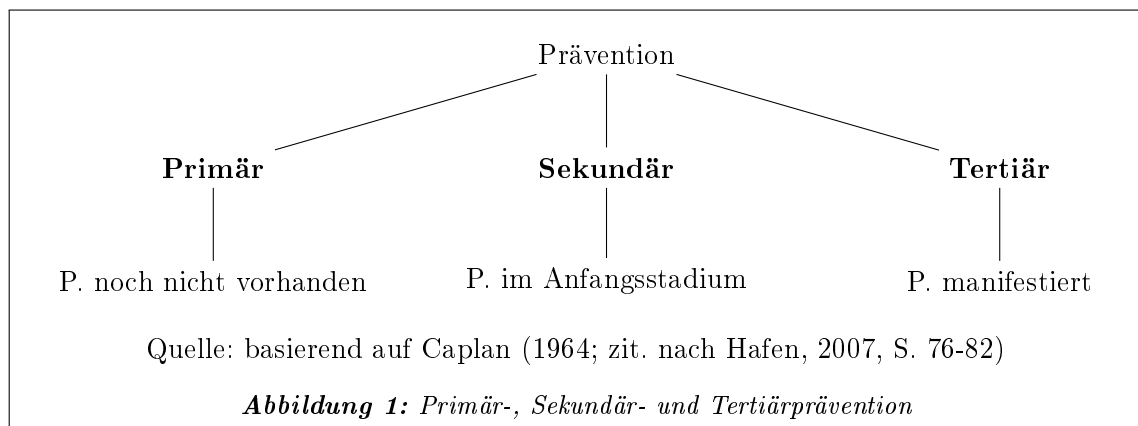 Prävention
Primär Sekundär Tertiär
P. noch nicht vorhanden P. im Anfangsstadium P. manifestiert
Quelle: basierend auf Caplan (1964; zit. nach Hafen, 2007, S. 76-82)
Abbildung 1: Primär-, Sekundär- und Tertiärprävention